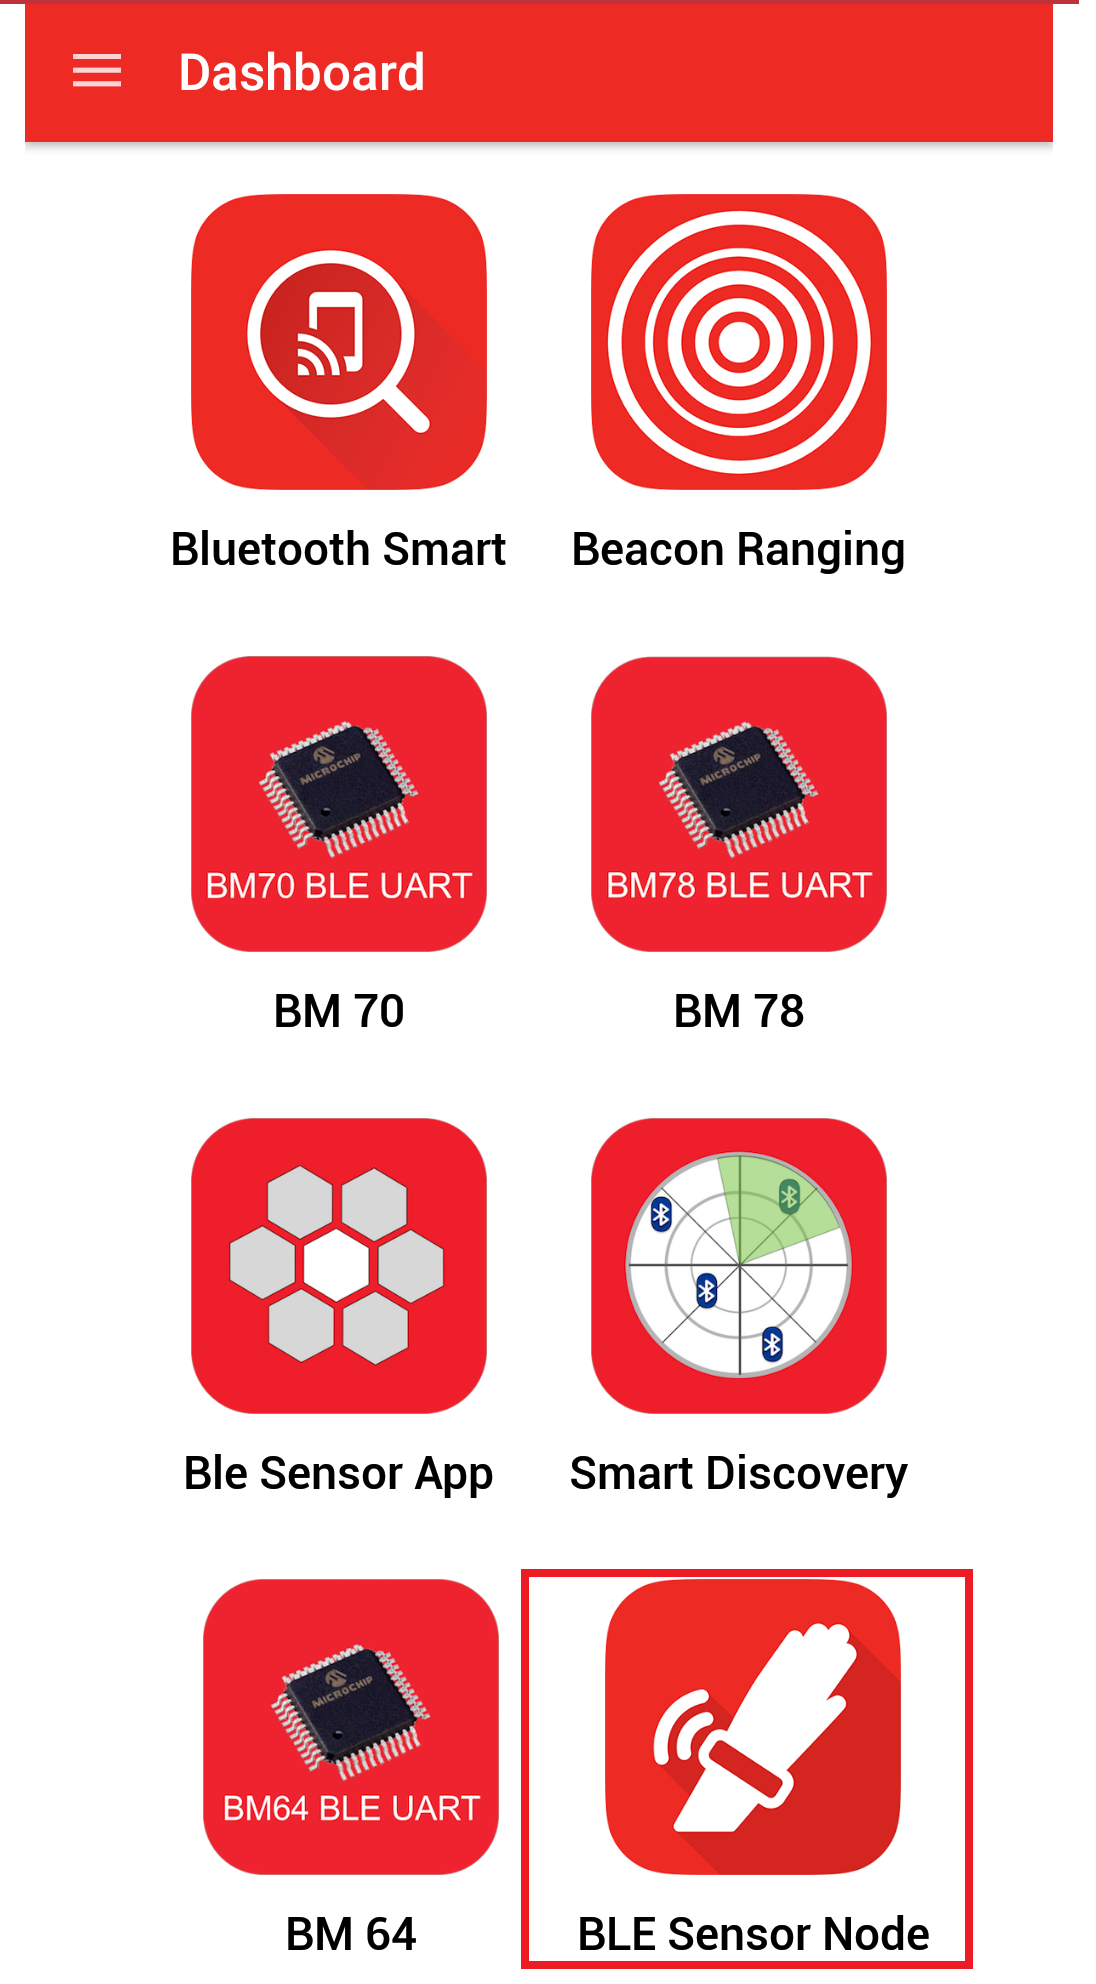 Dashboard
Bluetooth Smart
Beacon Ranging
MICROCHIP
BM70 BLE UART
MICROCHIP
BM78 BLE UART
BM 70
BM 78
Ble Sensor App
Smart Discovery
MICROCHIP
BM64 BLE UART
BM 64
BLE Sensor Node